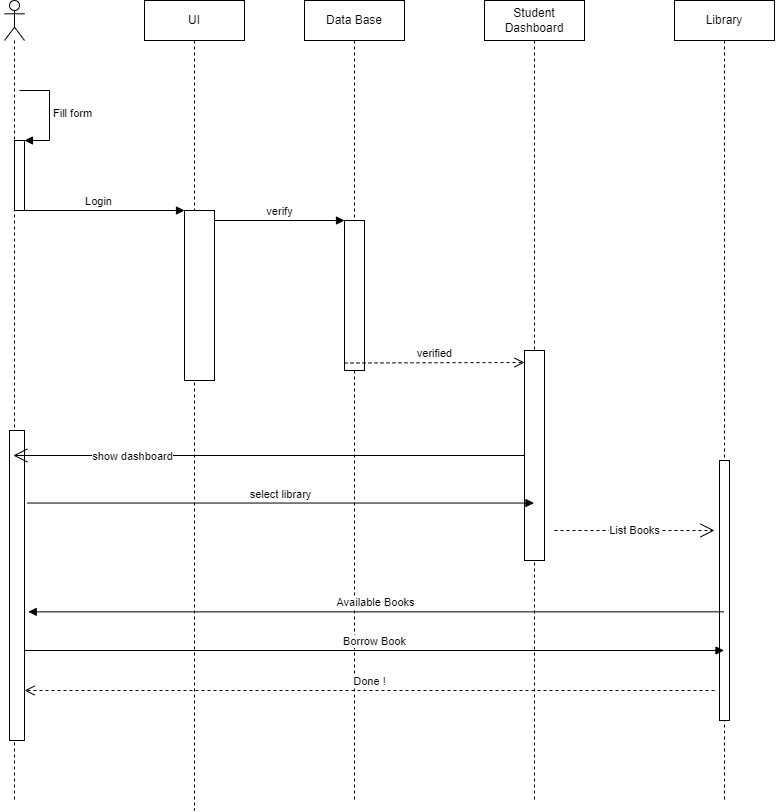 UI
Data Base
Student
Dashboard
Library
Fill form
Login
verify
verified
show dashboard
select library
List Books
Available Books
Borrow Book
Done !